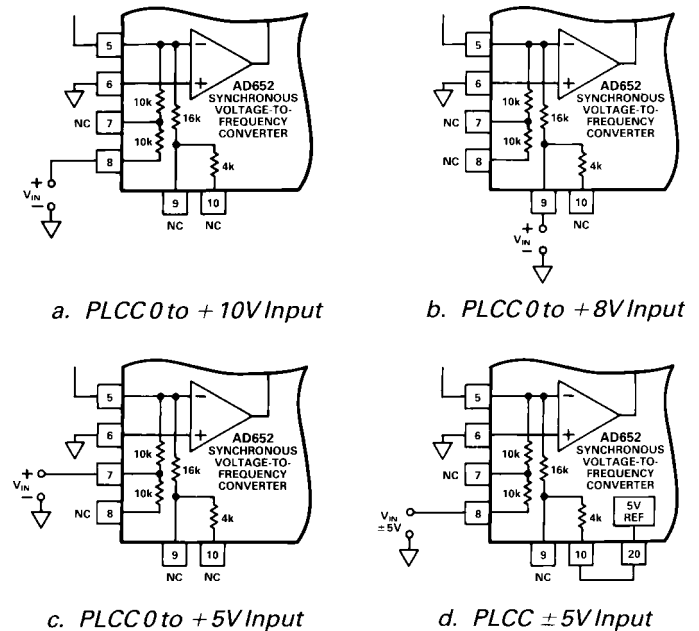 5
6
7
8
9
10
NC
10k
10k
16k
4k
AD652
SYNCHRONOUS
VOLTAGE-TO-
FREQUENCY
CONVERTER
+
VIN
−
NC NC
a. PLCC 0 to + 10V Input
5
6
7
8
9
10
NC
NC
10k
10k
16k
4k
AD652
SYNCHRONOUS
VOLTAGE-TO-
FREQUENCY
CONVERTER
NC
+
VIN
−
b. PLCC 0 to + 8V Input
5
6
7
8
9
10
10k
10k
16k
4k
AD652
SYNCHRONOUS
VOLTAGE-TO-
FREQUENCY
CONVERTER
+
VIN
−
NC
NC NC
c. PLCC 0 to + 5V Input
5
6
7
8
9
10
20
NC
10k
10k
16k
4k
AD652
SYNCHRONOUS
VOLTAGE-TO-
FREQUENCY
CONVERTER
5V
REF
VIN
±5V
NC
d. PLCC ±5V Input